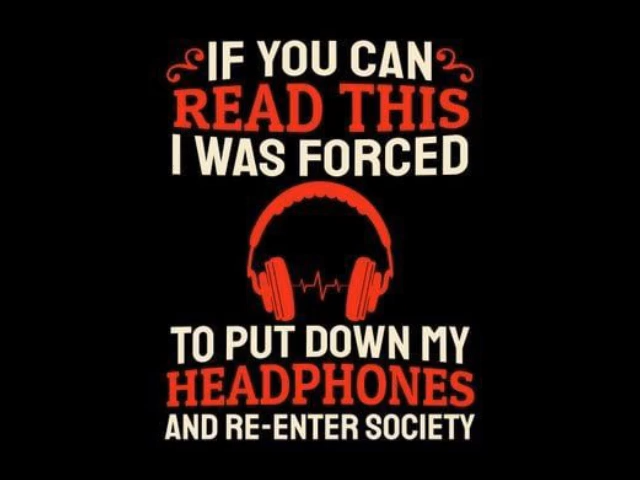 IF YOU CAN
READ THIS
I WAS FORCED
TO PUT DOWN MY
HEADPHONES
AND RE-ENTER SOCIETY